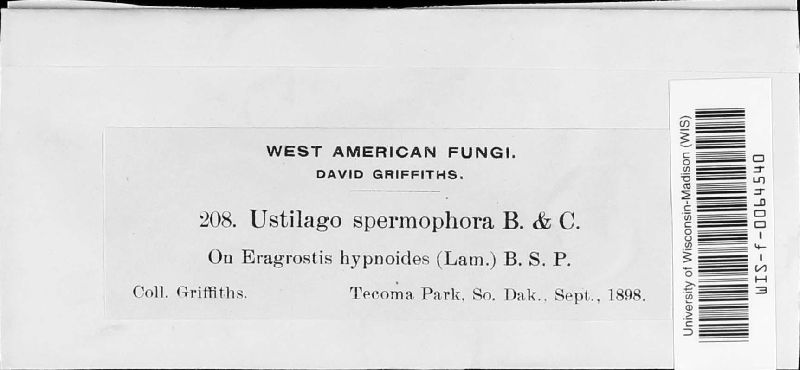 WEST AMERICAN FUNGI.
DAVID GRIFFITHS.
208. Ustilago spermophora B. & C.
On Eragrostis hypnoides (Lam.) B. S. P.
Coll. Griffiths. Tecoma Park, So. Dak., Sept., 1898.
University of Wisconsin-Madison (WIS)
WIS-f-0064540